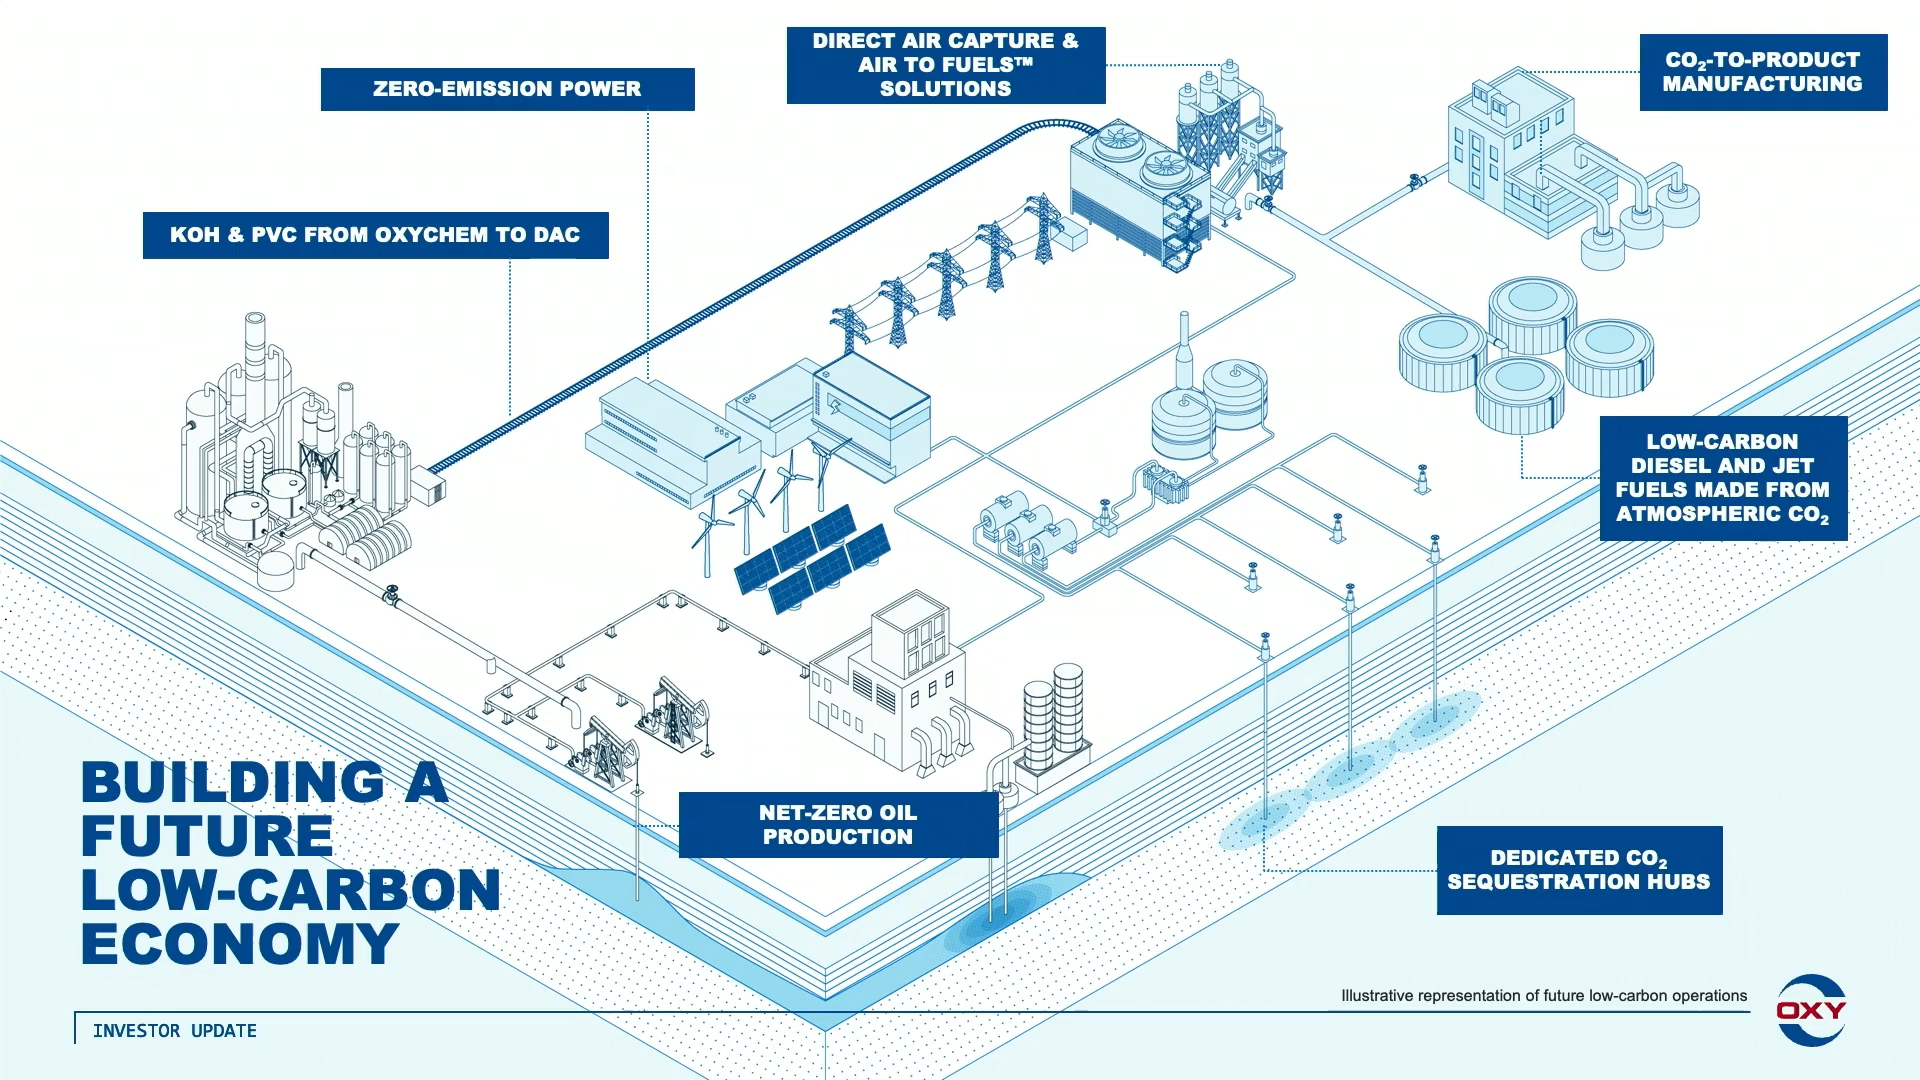 DIRECT AIR CAPTURE &
AIR TO FUELS™
SOLUTIONS
CO₂-TO-PRODUCT
MANUFACTURING
ZERO-EMISSION POWER
KOH & PVC FROM OXYCHEM TO DAC
LOW-CARBON
DIESEL AND JET
FUELS MADE FROM
ATMOSPHERIC CO₂
NET-ZERO OIL
PRODUCTION
DEDICATED CO₂
SEQUESTRATION HUBS
BUILDING A
FUTURE
LOW-CARBON
ECONOMY
Illustrative representation of future low-carbon operations
INVESTOR UPDATE
OXY